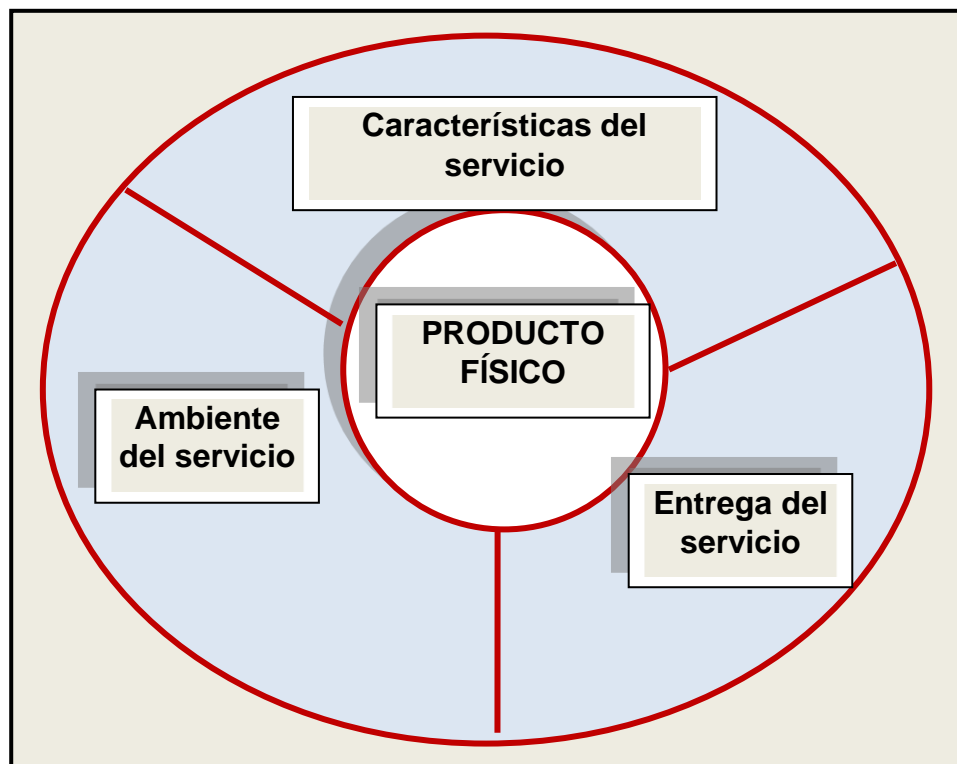 Características del
servicio
PRODUCTO
FÍSICO
Ambiente
del servicio
Entrega del
servicio